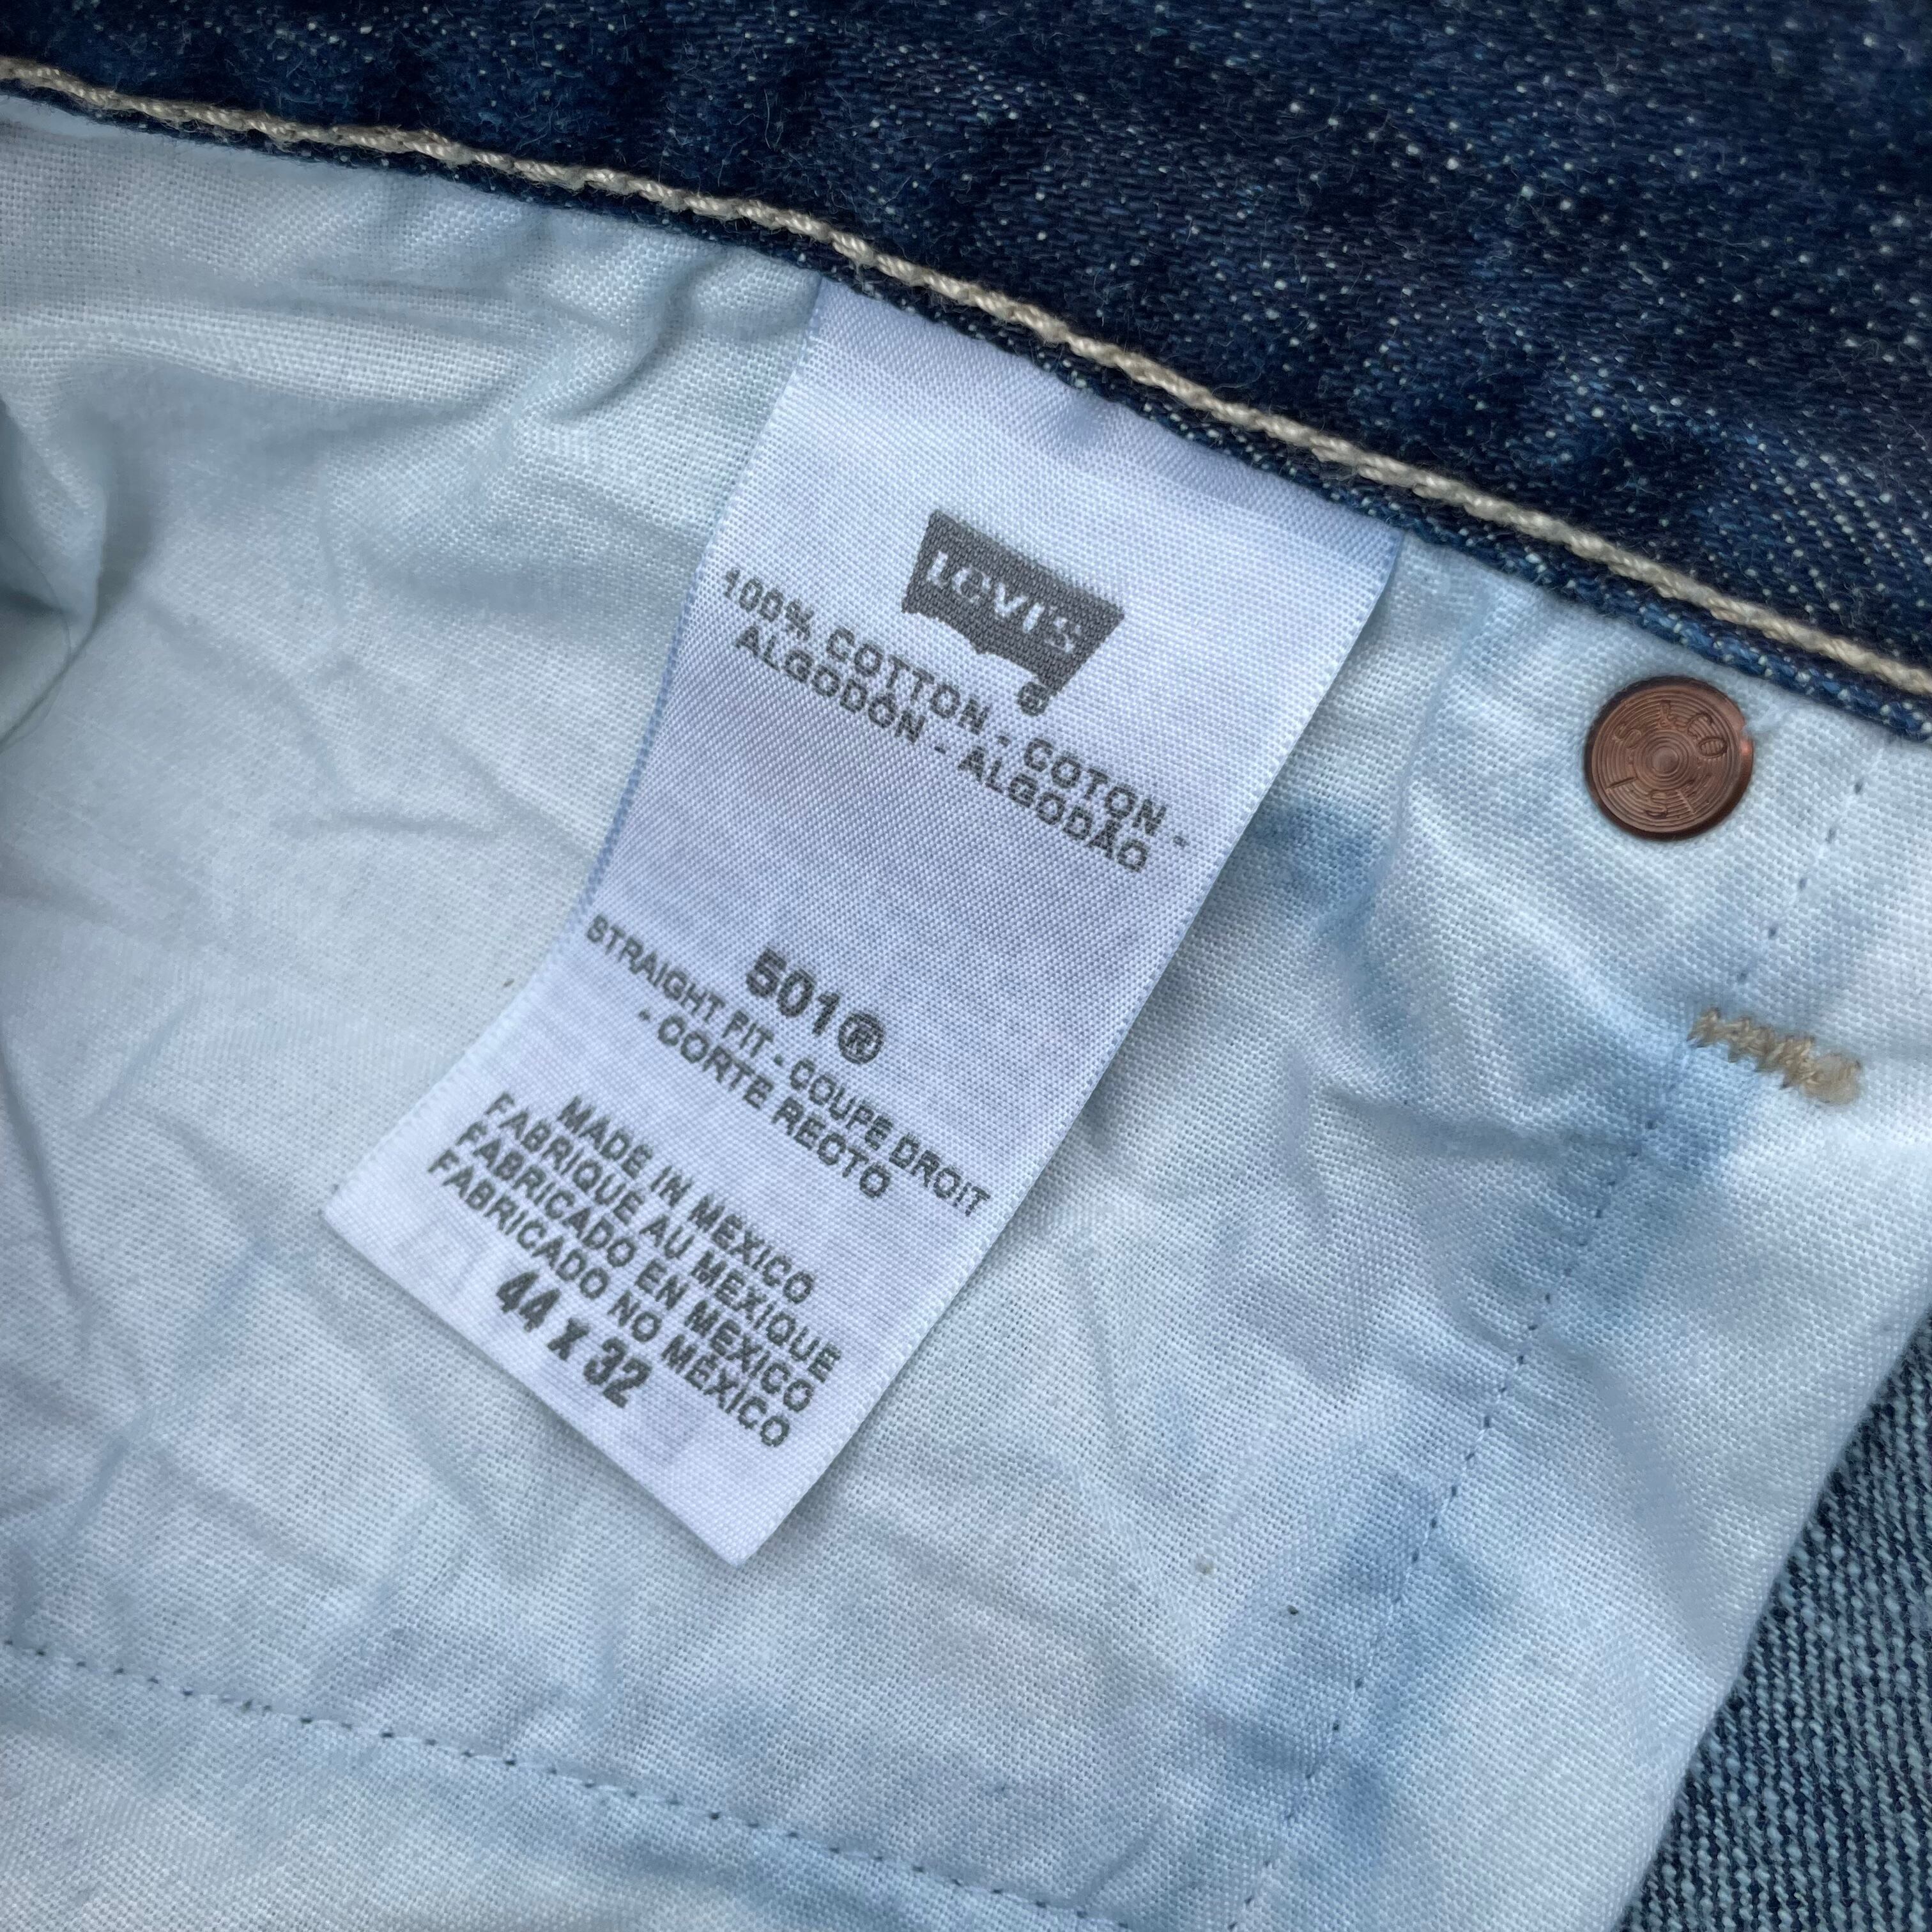 LEVI'S
®
100% COTTON - COTON -
ALGODÓN - ALGODÃO
501®
STRAIGHT FIT - COUPE DROIT
- CORTE RECTO
MADE IN MEXICO
FABRIQUÉ AU MEXIQUE
FABRICADO EN MEXICO
FABRICADO NO MÉXICO
44 x 32
& CO